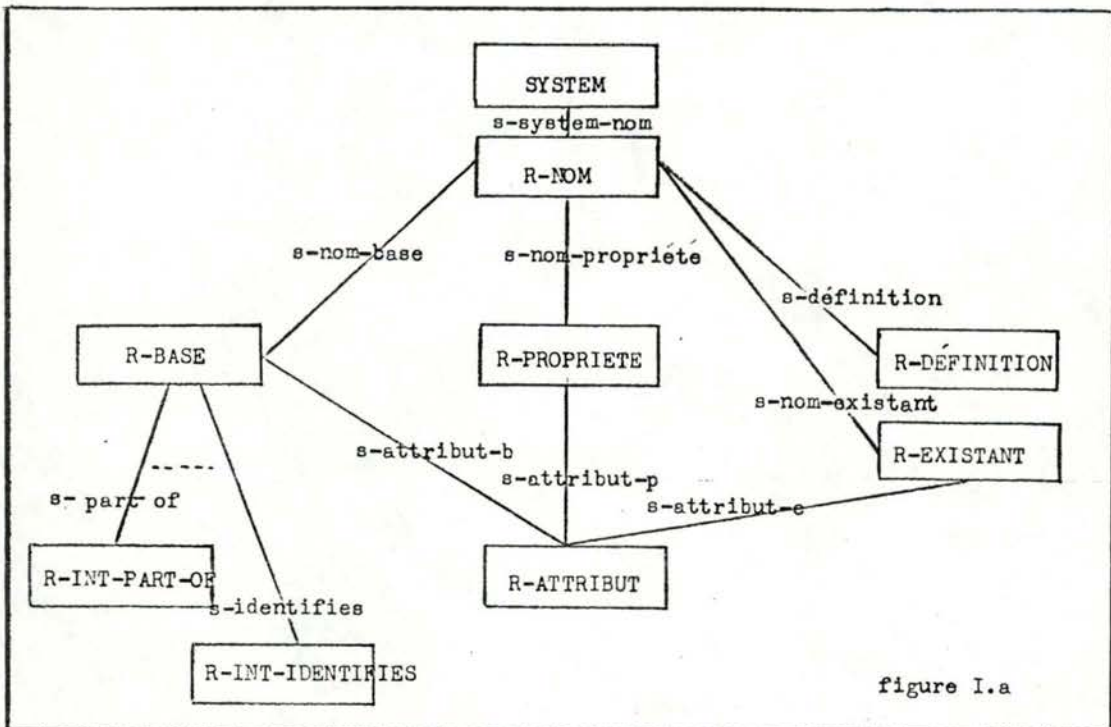 SYSTEM
s-system-nom
R-NOM
s-nom-base
s-nom-propriété
s-définition
R-BASE
R-PROPRIETE
R-DÉFINITION
s-nom-existant
s-attribut-b
R-EXISTANT
s- part of
s-attribut-p
s-attribut-e
R-INT-PART-OF
R-ATTRIBUT
s-identifies
R-INT-IDENTIFIES
figure I.a